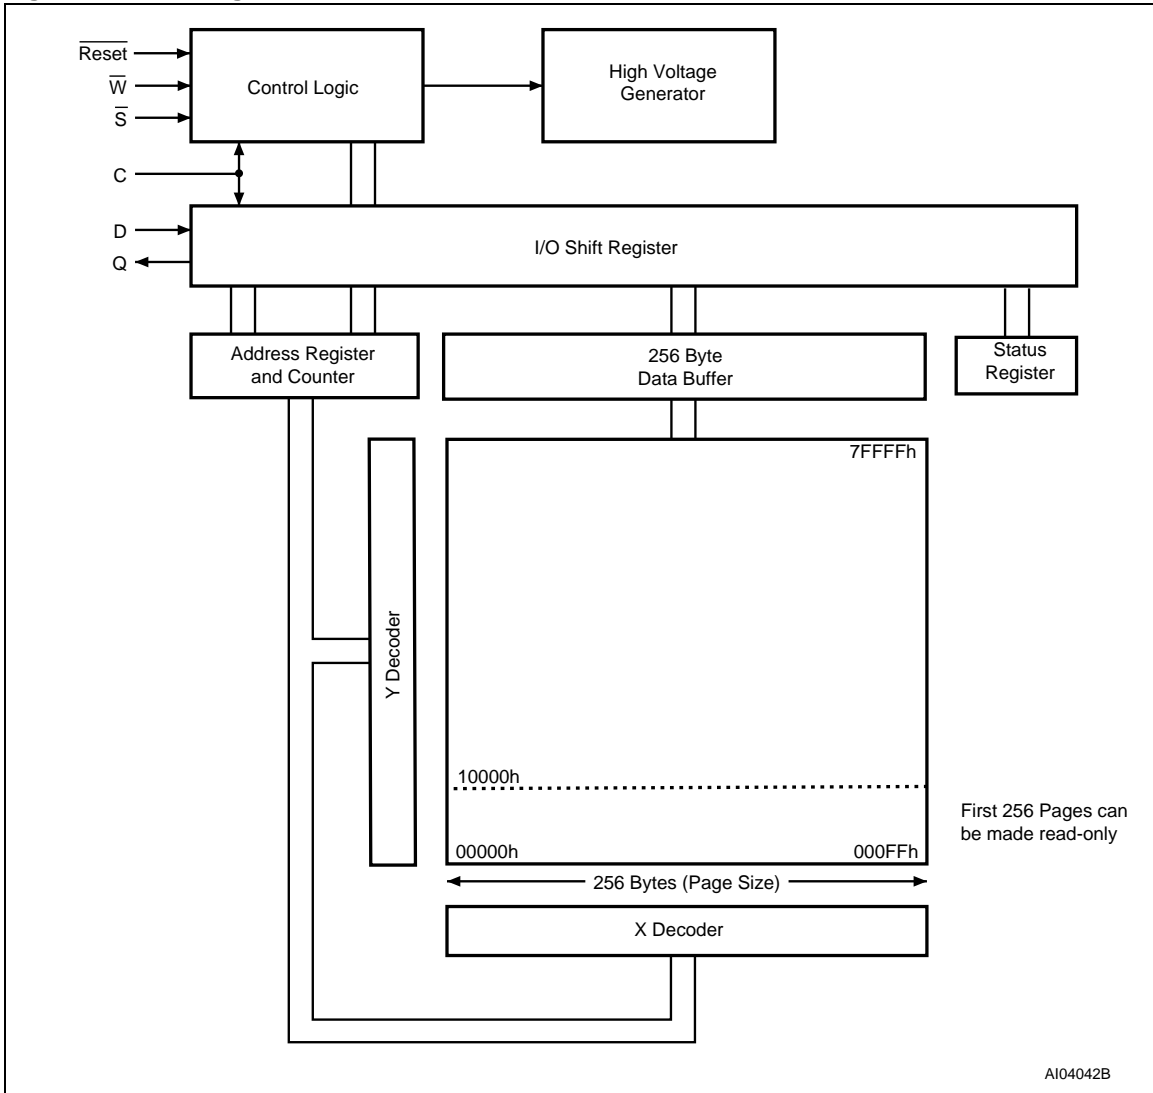 Reset
W
S
C
D
Q
Control Logic
High Voltage
Generator
I/O Shift Register
Address Register
and Counter
256 Byte
Data Buffer
Status
Register
7FFFFh
Y Decoder
10000h
First 256 Pages can
be made read-only
00000h
000FFh
256 Bytes (Page Size)
X Decoder
AI04042B